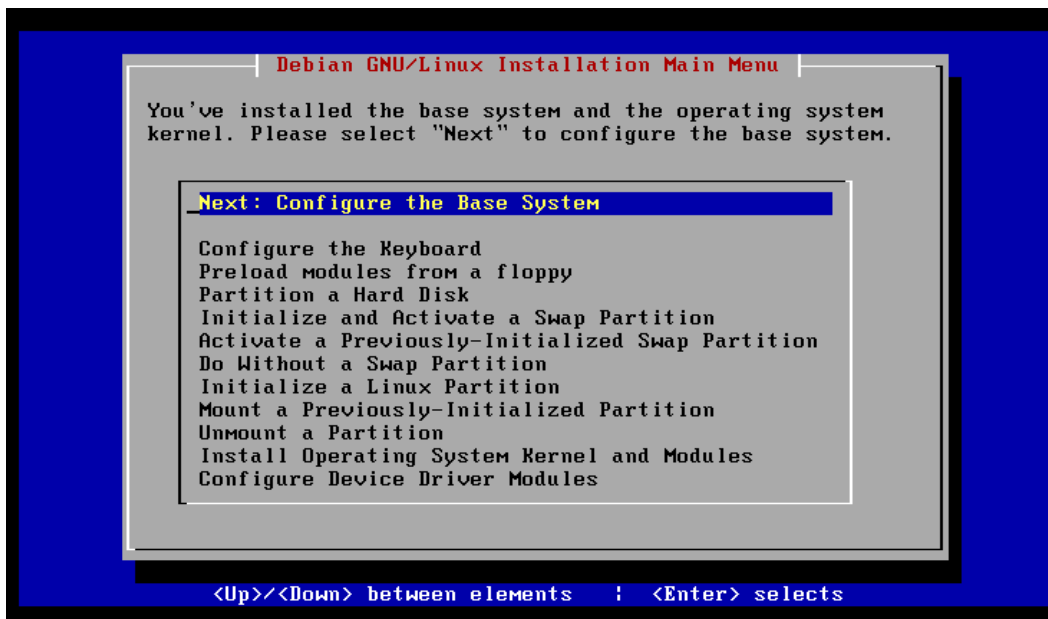 Debian GNU/Linux Installation Main Menu
You've installed the base system and the operating system
kernel. Please select "Next" to configure the base system.
Next: Configure the Base System
Configure the Keyboard
Preload modules from a floppy
Partition a Hard Disk
Initialize and Activate a Swap Partition
Activate a Previously-Initialized Swap Partition
Do Without a Swap Partition
Initialize a Linux Partition
Mount a Previously-Initialized Partition
Unmount a Partition
Install Operating System Kernel and Modules
Configure Device Driver Modules
<Up>/<Down> between elements ¦ <Enter> selects